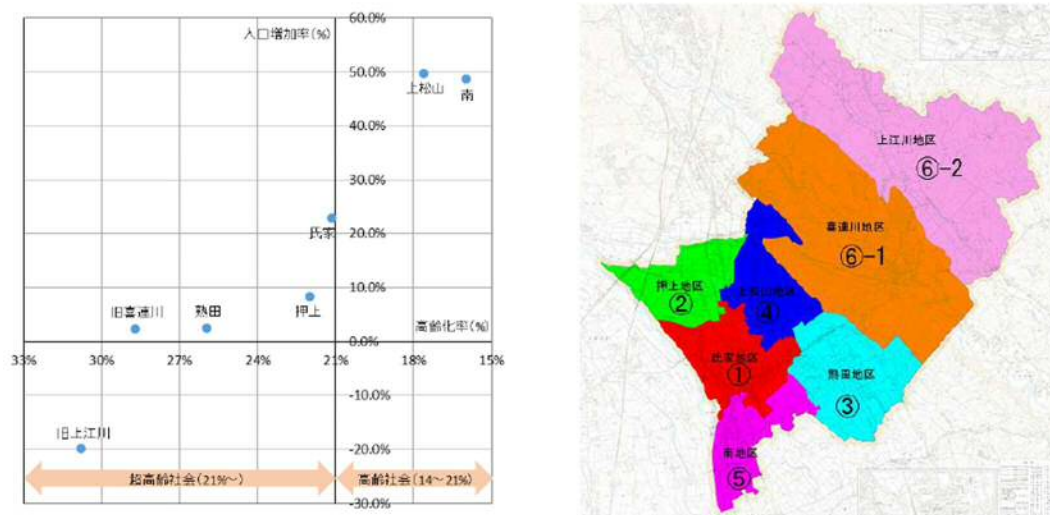 60.0%
人口増加率(%)
50.0%
上松山
南
40.0%
30.0%
氏家
20.0%
10.0%
旧喜連川
熟田
押上
高齢化率(%)
0.0%
33%
30%
27%
24%
21%
18%
15%
-10.0%
旧上江川
-20.0%
超高齢社会(21%~)
高齢社会(14~21%)
-30.0%
上江川地区
⑥-2
喜連川地区
⑥-1
押上地区
②
上松山地区
④
氏家地区
①
熟田地区
③
南地区
⑤